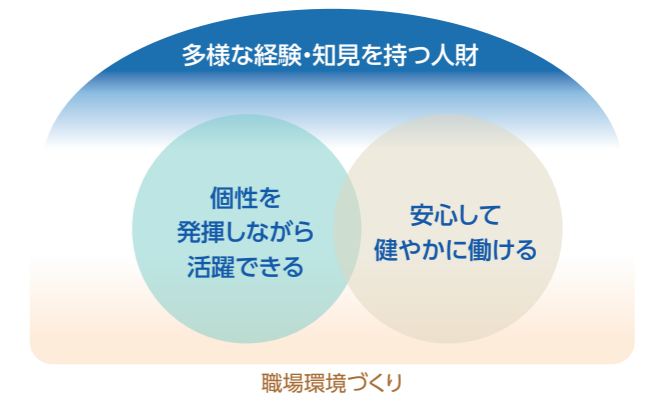 多様な経験・知見を持つ人財
個性を
発揮しながら
活躍できる
安心して
健やかに働ける
職場環境づくり